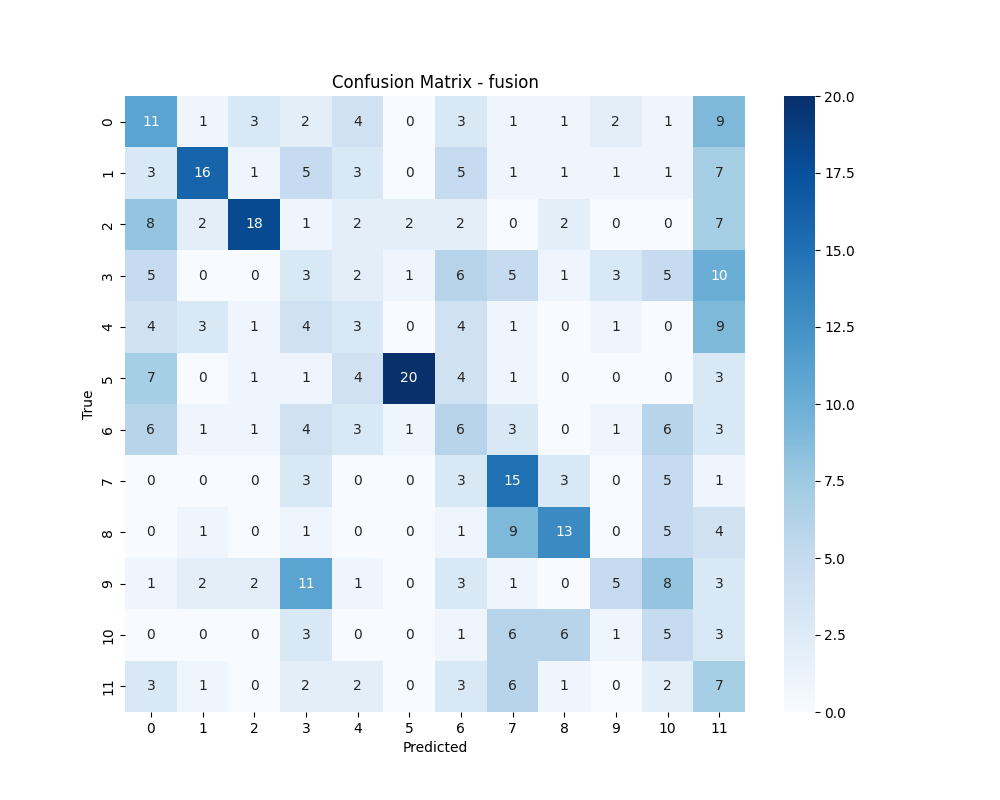 Confusion Matrix - fusion
0 11 1 3 2 4 0 3 1 1 2 1 9
1 3 16 1 5 3 0 5 1 1 1 1 7
2 8 2 18 1 2 2 2 0 2 0 0 7
3 5 0 0 3 2 1 6 5 1 3 5 10
4 4 3 1 4 3 0 4 1 0 1 0 9
5 7 0 1 1 4 20 4 1 0 0 0 3
6 6 1 1 4 3 1 6 3 0 1 6 3
7 0 0 0 3 0 0 3 15 3 0 5 1
8 0 1 0 1 0 0 1 9 13 0 5 4
9 1 2 2 11 1 0 3 1 0 5 8 3
10 0 0 0 3 0 0 1 6 6 1 5 3
11 3 1 0 2 2 0 3 6 1 0 2 7
0 1 2 3 4 5 6 7 8 9 10 11
Predicted
True
20.0
17.5
15.0
12.5
10.0
7.5
5.0
2.5
0.0